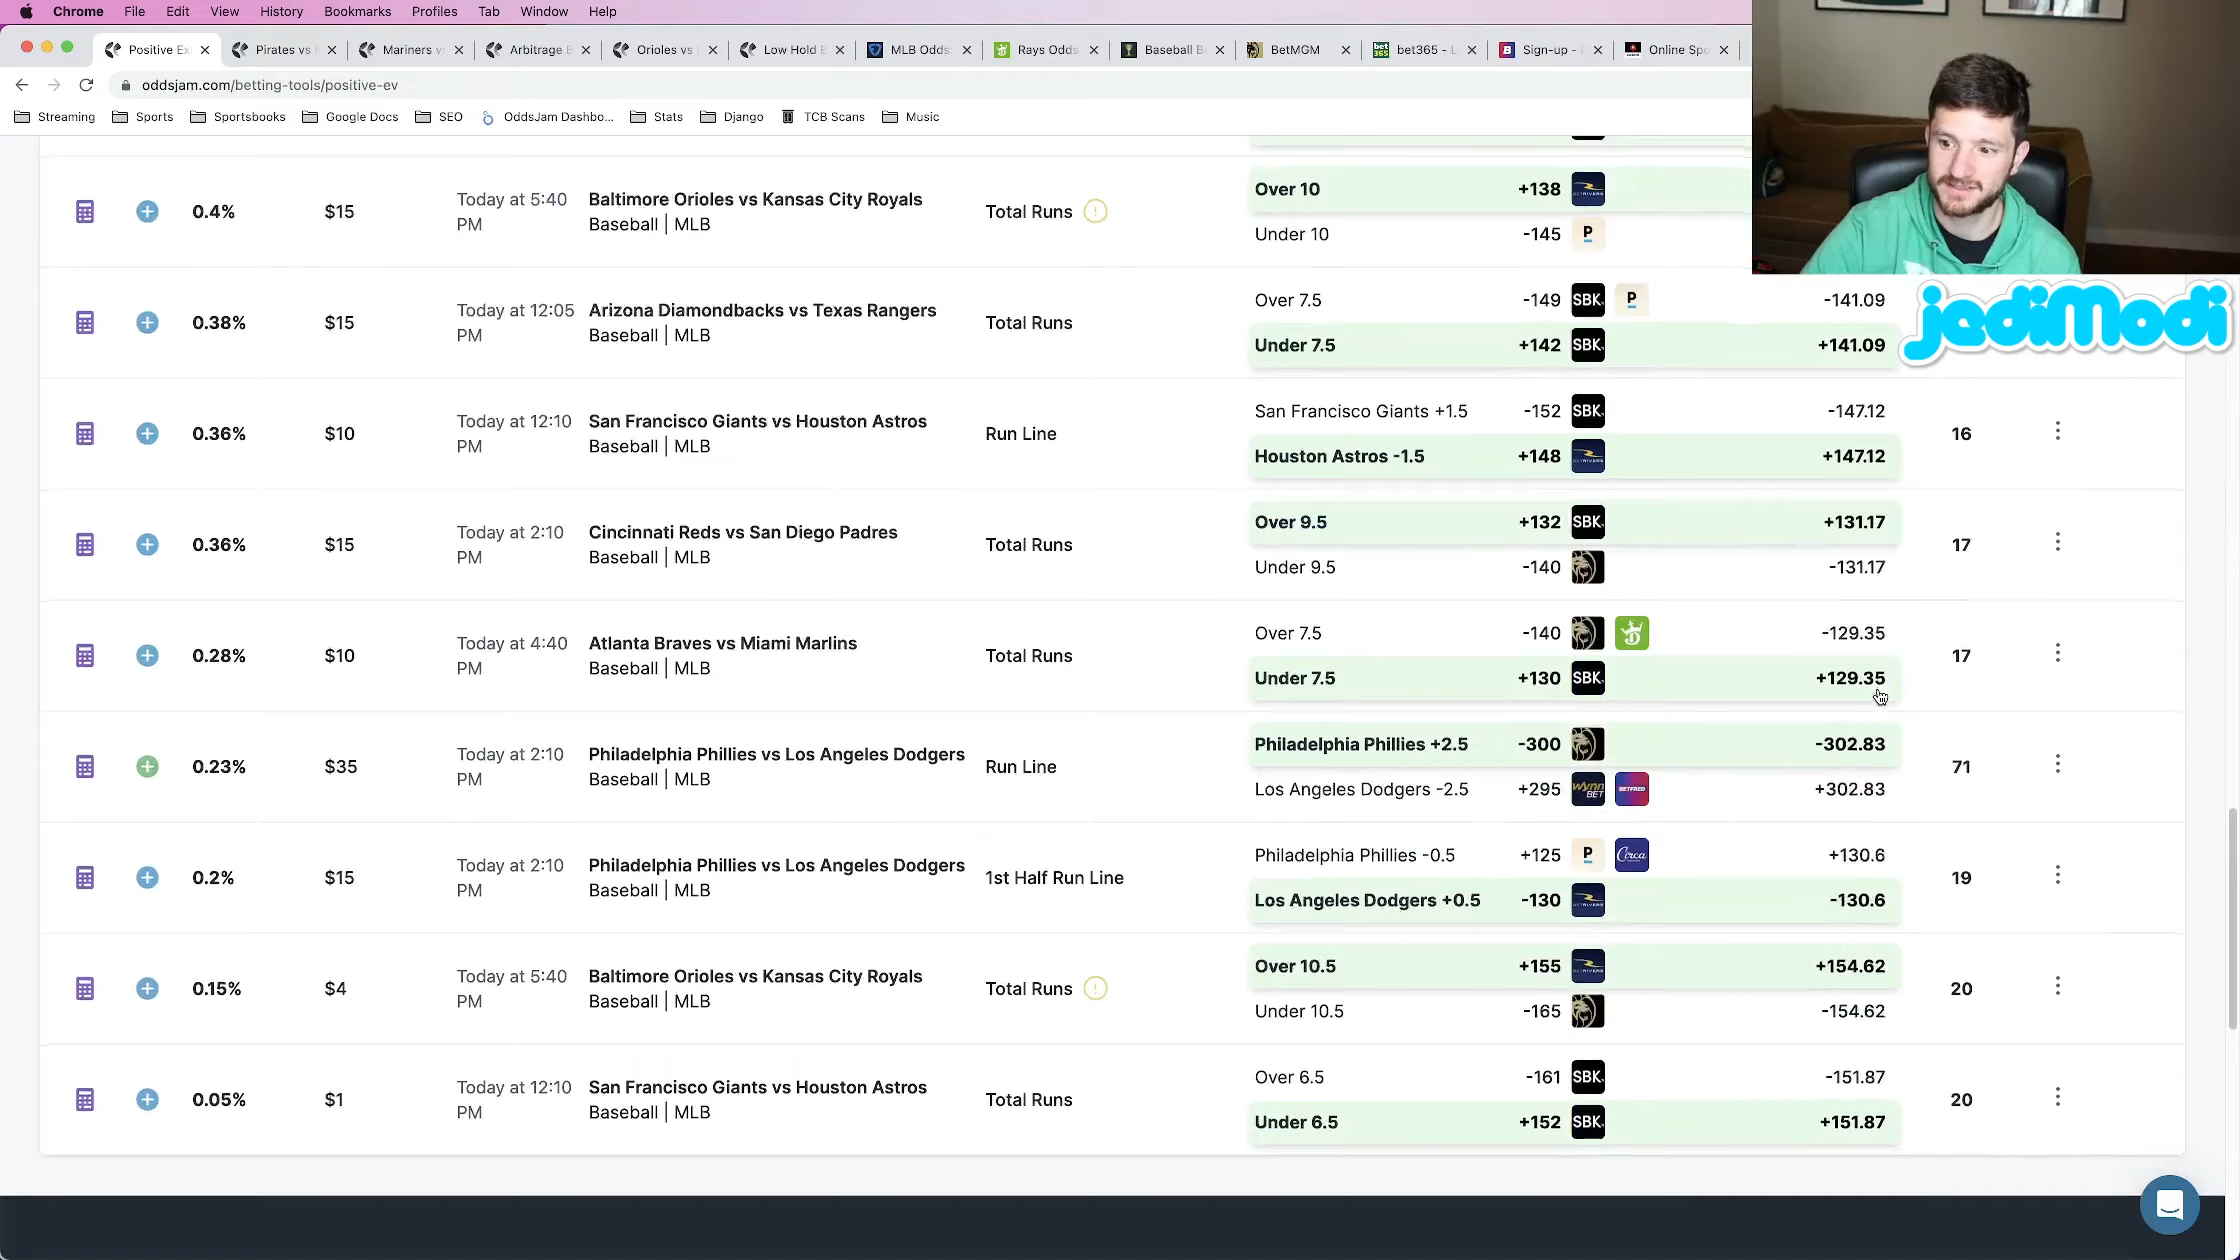 Chrome File Edit View History Bookmarks Profiles Tab Window Help
Positive Ex Pirates vs Mariners v Arbitrage B Orioles vs Low Hold B MLB Odds Rays Odds Baseball B BetMGM bet365 - L Sign-up - Online Spo
oddsjam.com/betting-tools/positive-ev
Streaming Sports Sportsbooks Google Docs SEO OddsJam Dashbo... Stats Django TCB Scans Music
0.4% $15 Today at 5:40 PM Baltimore Orioles vs Kansas City Royals
Baseball | MLB
Total Runs
Over 10 +138
Under 10 -145 P
0.38% $15 Today at 12:05 PM Arizona Diamondbacks vs Texas Rangers
Baseball | MLB
Total Runs
Over 7.5 -149 SBK P -141.09
Under 7.5 +142 SBK +141.09
jediModi
0.36% $10 Today at 12:10 PM San Francisco Giants vs Houston Astros
Baseball | MLB
Run Line
San Francisco Giants +1.5 -152 SBK -147.12
Houston Astros -1.5 +148 +147.12
16
0.36% $15 Today at 2:10 PM Cincinnati Reds vs San Diego Padres
Baseball | MLB
Total Runs
Over 9.5 +132 SBK +131.17
Under 9.5 -140 -131.17
17
0.28% $10 Today at 4:40 PM Atlanta Braves vs Miami Marlins
Baseball | MLB
Total Runs
Over 7.5 -140 -129.35
Under 7.5 +130 SBK +129.35
17
0.23% $35 Today at 2:10 PM Philadelphia Phillies vs Los Angeles Dodgers
Baseball | MLB
Run Line
Philadelphia Phillies +2.5 -300 -302.83
Los Angeles Dodgers -2.5 +295 WYNN BET BETFRED +302.83
71
0.2% $15 Today at 2:10 PM Philadelphia Phillies vs Los Angeles Dodgers
Baseball | MLB
1st Half Run Line
Philadelphia Phillies -0.5 +125 P Circa +130.6
Los Angeles Dodgers +0.5 -130 BETRIVERS -130.6
19
0.15% $4 Today at 5:40 PM Baltimore Orioles vs Kansas City Royals
Baseball | MLB
Total Runs
Over 10.5 +155 BETRIVERS +154.62
Under 10.5 -165 -154.62
20
0.05% $1 Today at 12:10 PM San Francisco Giants vs Houston Astros
Baseball | MLB
Total Runs
Over 6.5 -161 SBK -151.87
Under 6.5 +152 SBK +151.87
20